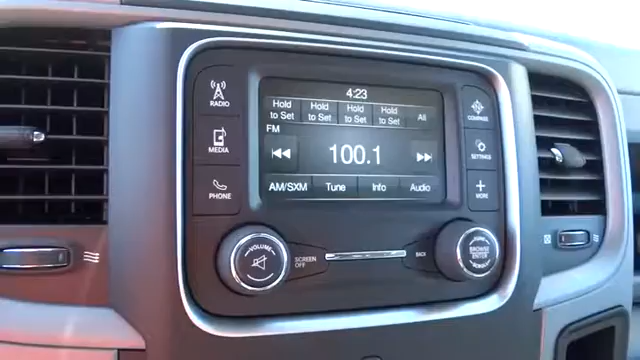 4:23
Hold to Set
Hold to Set
Hold to Set
Hold to Set
All
FM
100.1
AM/SXM
Tune
Info
Audio
RADIO
MEDIA
PHONE
COMPASS
SETTINGS
MORE
VOLUME
SCREEN OFF
BACK
BROWSE
ENTER